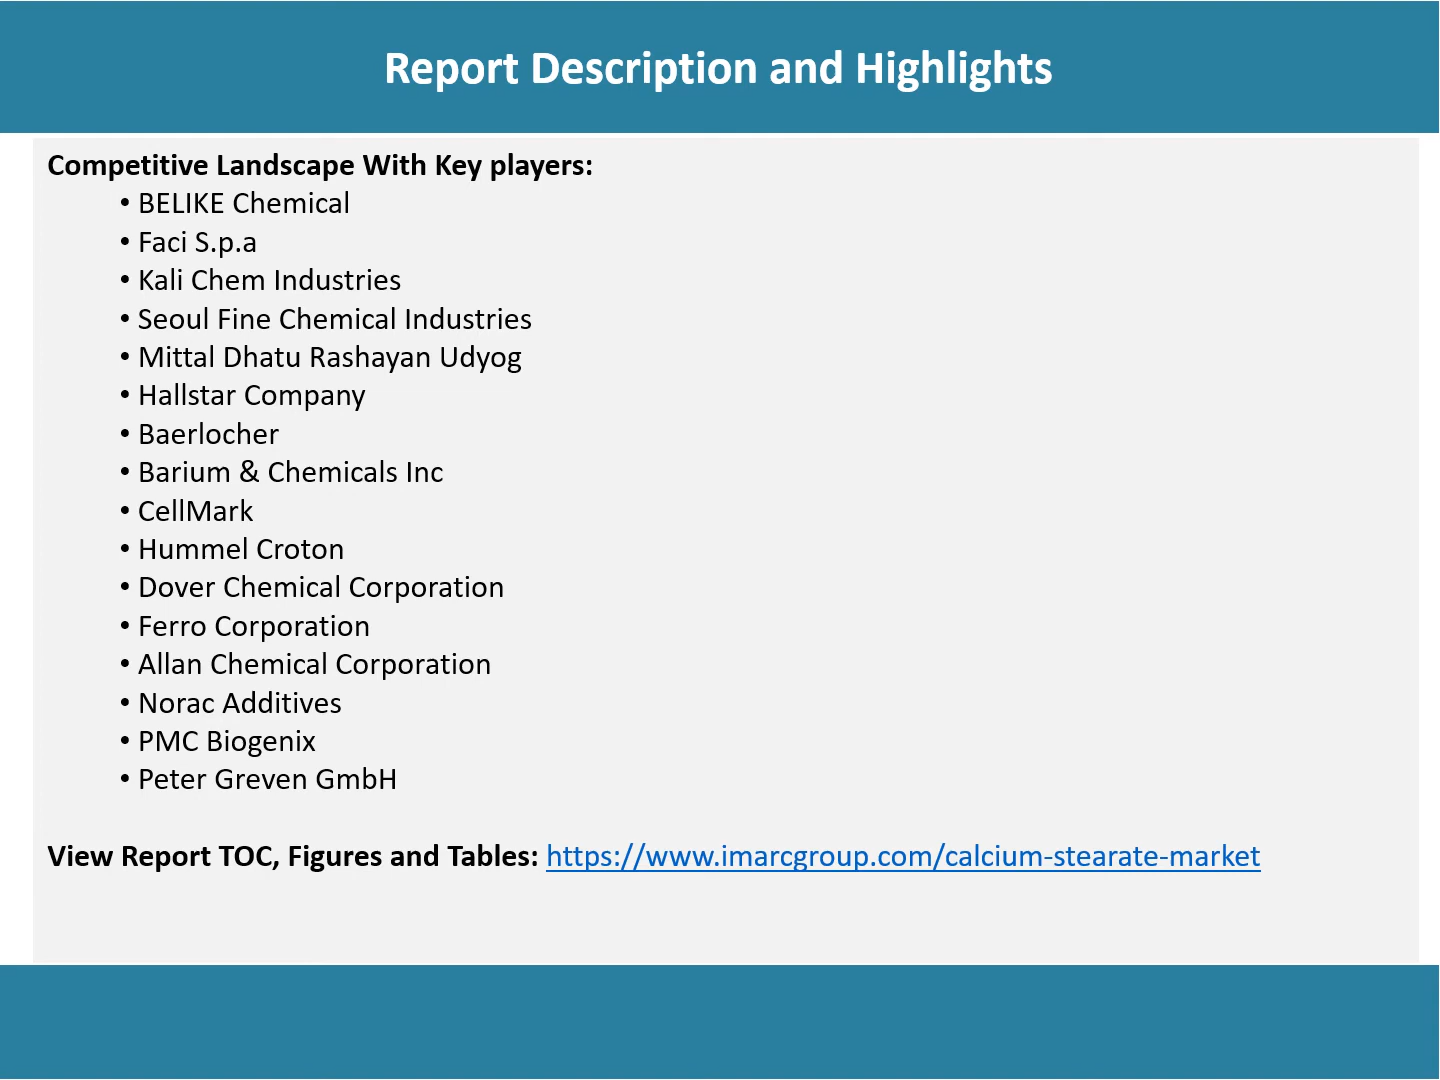 Report Description and Highlights
Competitive Landscape With Key players:
• BELIKE Chemical
• Faci S.p.a
• Kali Chem Industries
• Seoul Fine Chemical Industries
• Mittal Dhatu Rashayan Udyog
• Hallstar Company
• Baerlocher
• Barium & Chemicals Inc
• CellMark
• Hummel Croton
• Dover Chemical Corporation
• Ferro Corporation
• Allan Chemical Corporation
• Norac Additives
• PMC Biogenix
• Peter Greven GmbH
View Report TOC, Figures and Tables: https://www.imarcgroup.com/calcium-stearate-market